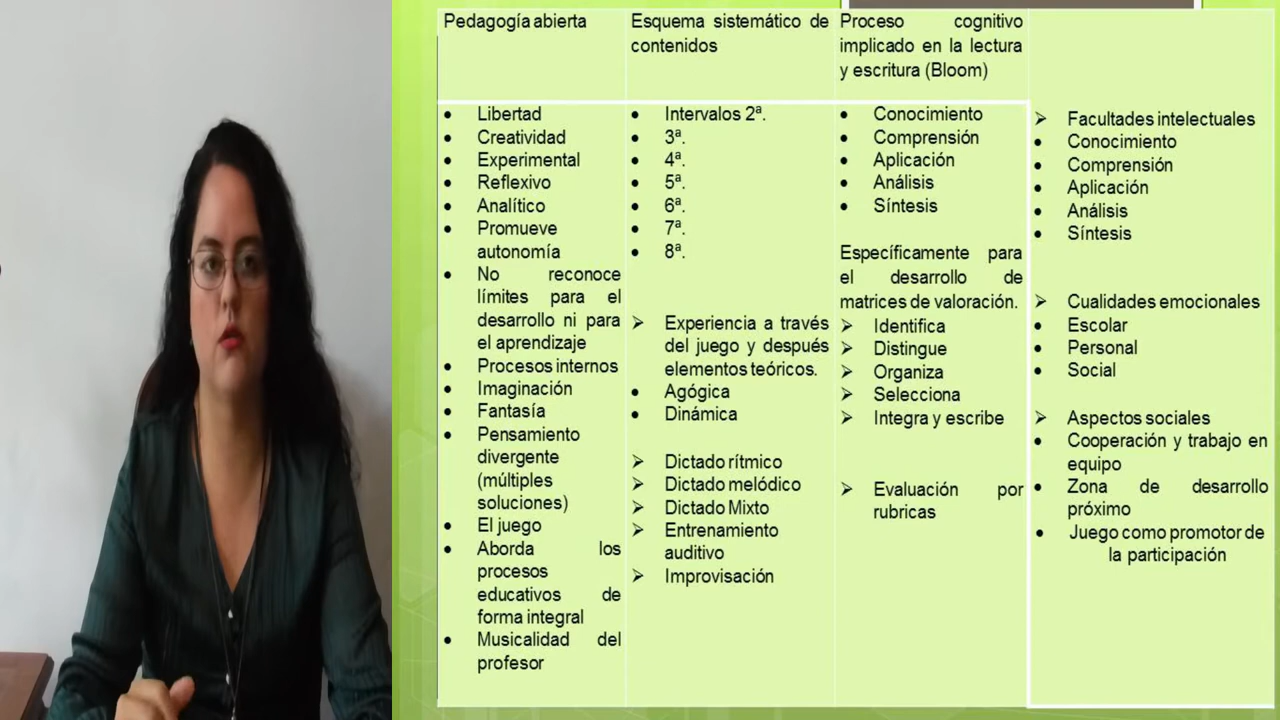 Pedagogía abierta
Esquema sistemático de
contenidos
Proceso cognitivo
implicado en la lectura
y escritura (Bloom)
• Libertad
• Creatividad
• Experimental
• Reflexivo
• Analítico
• Promueve
autonomía
• No reconoce
límites para el
desarrollo ni para
el aprendizaje
• Procesos internos
• Imaginación
• Fantasía
• Pensamiento
divergente
(múltiples
soluciones)
• El juego
• Aborda los
procesos
educativos de
forma integral
• Musicalidad del
profesor
• Intervalos 2ª.
• 3ª.
• 4ª.
• 5ª.
• 6ª.
• 7ª.
• 8ª.
➢ Experiencia a través
del juego y después
elementos teóricos.
• Agógica
• Dinámica
➢ Dictado rítmico
➢ Dictado melódico
➢ Dictado Mixto
➢ Entrenamiento
auditivo
➢ Improvisación
• Conocimiento
• Comprensión
• Aplicación
• Análisis
• Síntesis
Específicamente para
el desarrollo de
matrices de valoración.
➢ Identifica
➢ Distingue
➢ Organiza
➢ Selecciona
➢ Integra y escribe
➢ Evaluación por
rubricas
➢ Facultades intelectuales
• Conocimiento
• Comprensión
• Aplicación
• Análisis
• Síntesis
➢ Cualidades emocionales
• Escolar
• Personal
• Social
➢ Aspectos sociales
• Cooperación y trabajo en
equipo
• Zona de desarrollo
próximo
• Juego como promotor de
la participación